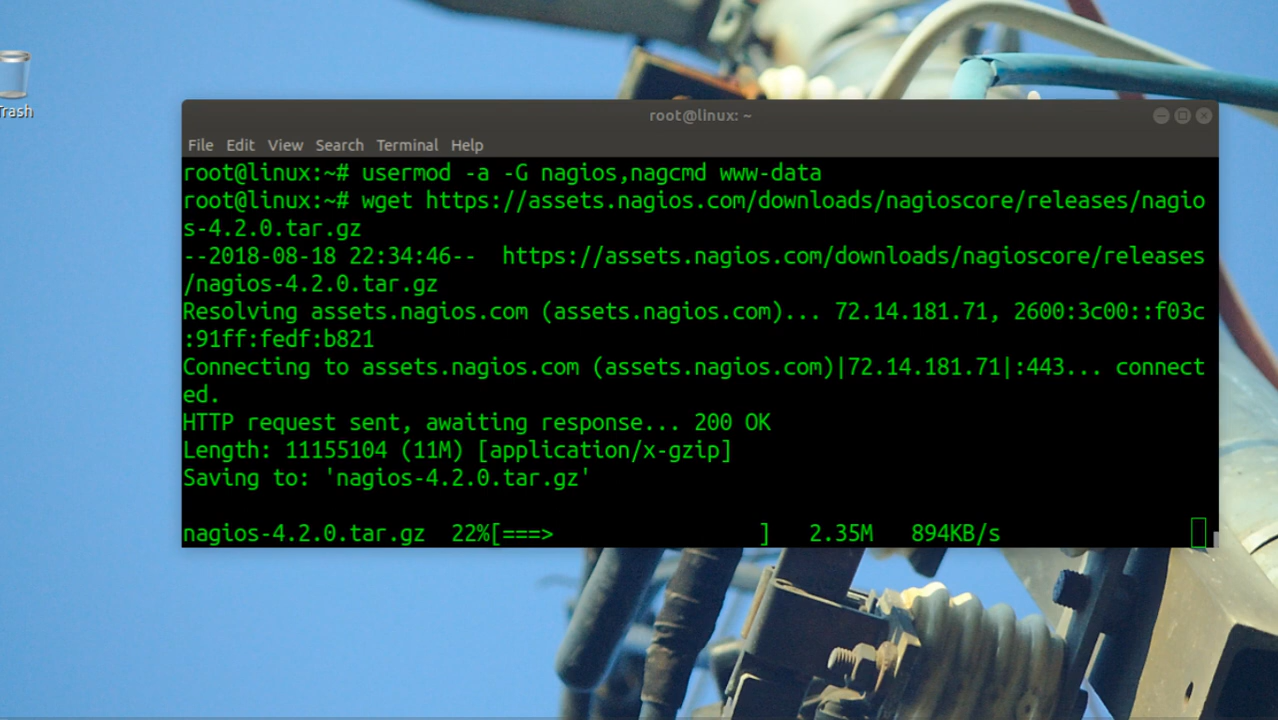 Trash
root@linux: ~
File Edit View Search Terminal Help
root@linux:~# usermod -a -G nagios,nagcmd www-data
root@linux:~# wget https://assets.nagios.com/downloads/nagioscore/releases/nagio
s-4.2.0.tar.gz
--2018-08-18 22:34:46--  https://assets.nagios.com/downloads/nagioscore/releases
/nagios-4.2.0.tar.gz
Resolving assets.nagios.com (assets.nagios.com)... 72.14.181.71, 2600:3c00::f03c
:91ff:fedf:b821
Connecting to assets.nagios.com (assets.nagios.com)|72.14.181.71|:443... connect
ed.
HTTP request sent, awaiting response... 200 OK
Length: 11155104 (11M) [application/x-gzip]
Saving to: 'nagios-4.2.0.tar.gz'
nagios-4.2.0.tar.gz  22%[===>                ]   2.35M   894KB/s